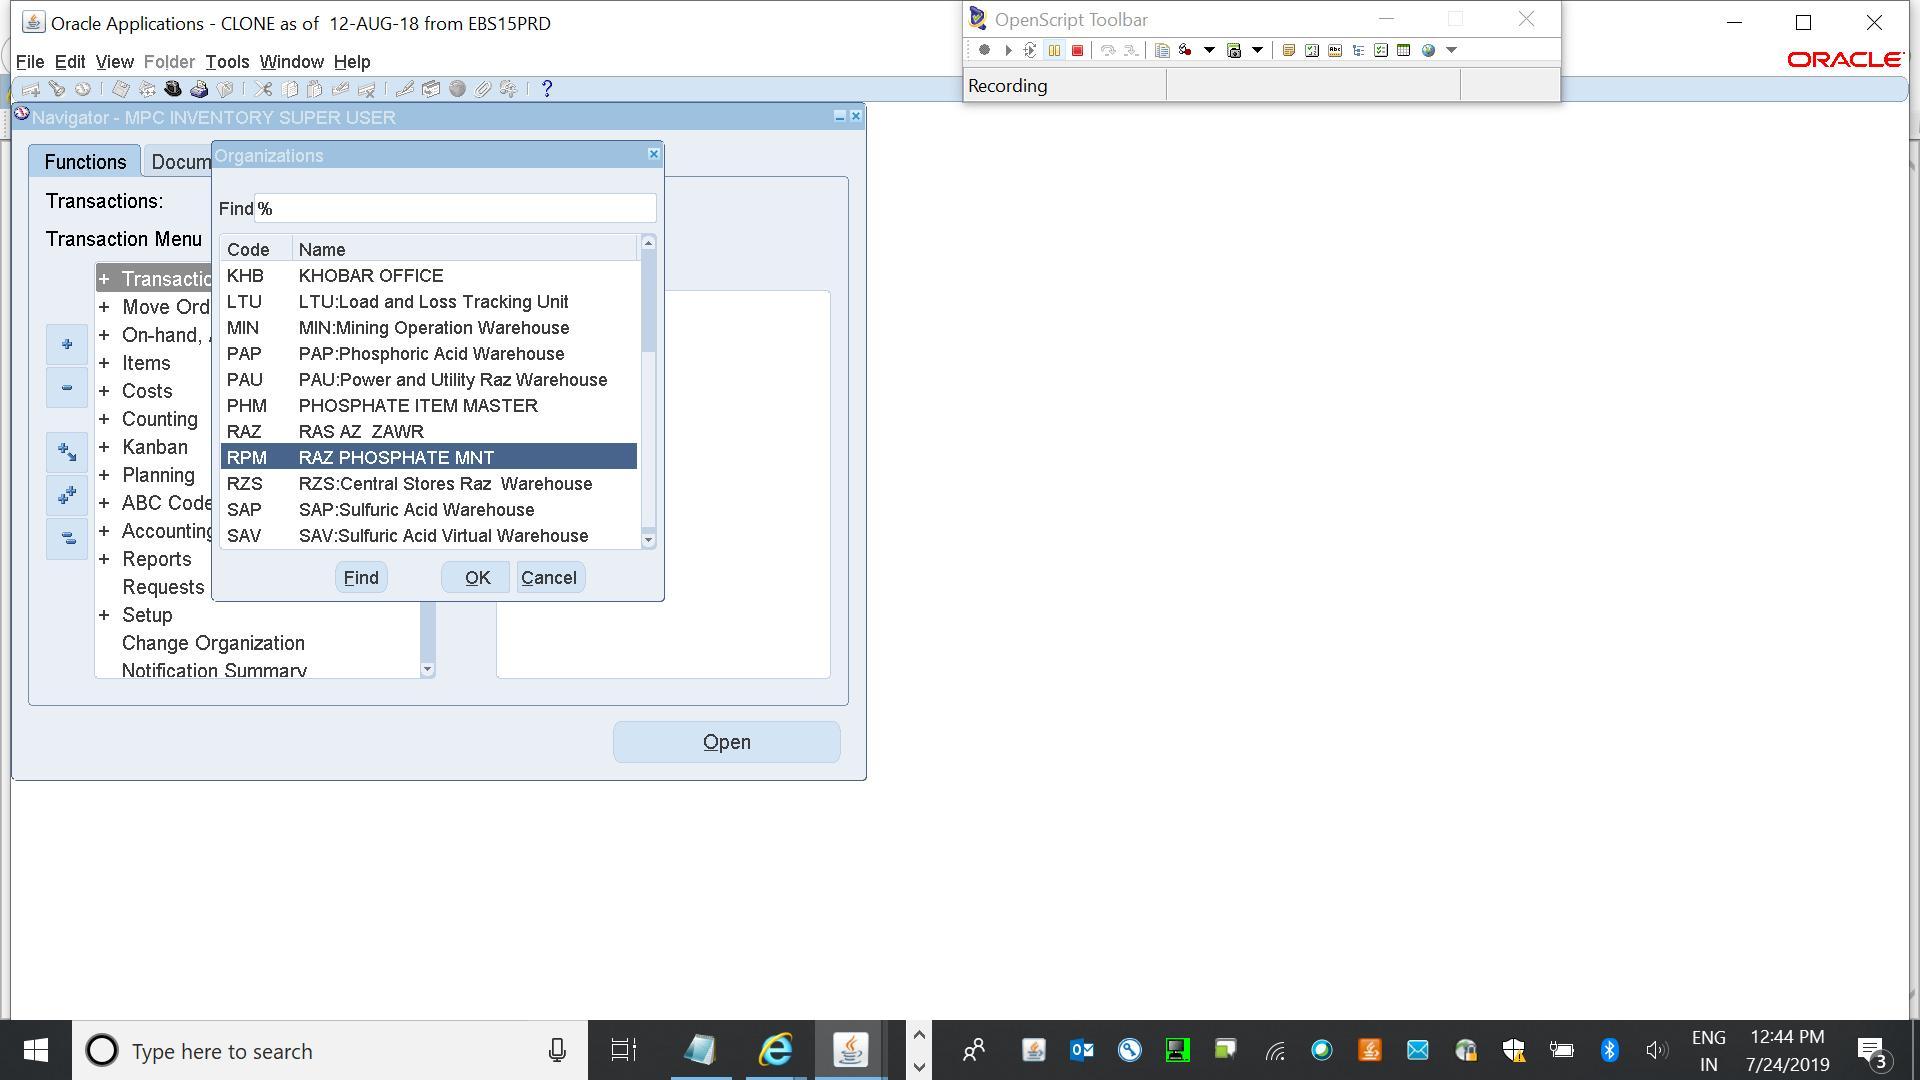 Oracle Applications - CLONE as of  12-AUG-18 from EBS15PRD
OpenScript Toolbar
File Edit View Folder Tools Window Help
ORACLE
Recording
Navigator - MPC INVENTORY SUPER USER
Functions
Docum
Organizations
Transactions:
Find %
Transaction Menu
Code Name
KHB KHOBAR OFFICE
LTU LTU:Load and Loss Tracking Unit
MIN MIN:Mining Operation Warehouse
PAP PAP:Phosphoric Acid Warehouse
PAU PAU:Power and Utility Raz Warehouse
PHM PHOSPHATE ITEM MASTER
RAZ RAS AZ  ZAWR
RPM RAZ PHOSPHATE MNT
RZS RZS:Central Stores Raz  Warehouse
SAP SAP:Sulfuric Acid Warehouse
SAV SAV:Sulfuric Acid Virtual Warehouse
Find OK Cancel
+ Transactio
+ Move Ord
+ On-hand,
+ Items
+ Costs
+ Counting
+ Kanban
+ Planning
+ ABC Code
+ Accounting
+ Reports
Requests
+ Setup
Change Organization
Notification Summary
Open
Type here to search
ENG
IN
12:44 PM
7/24/2019
3